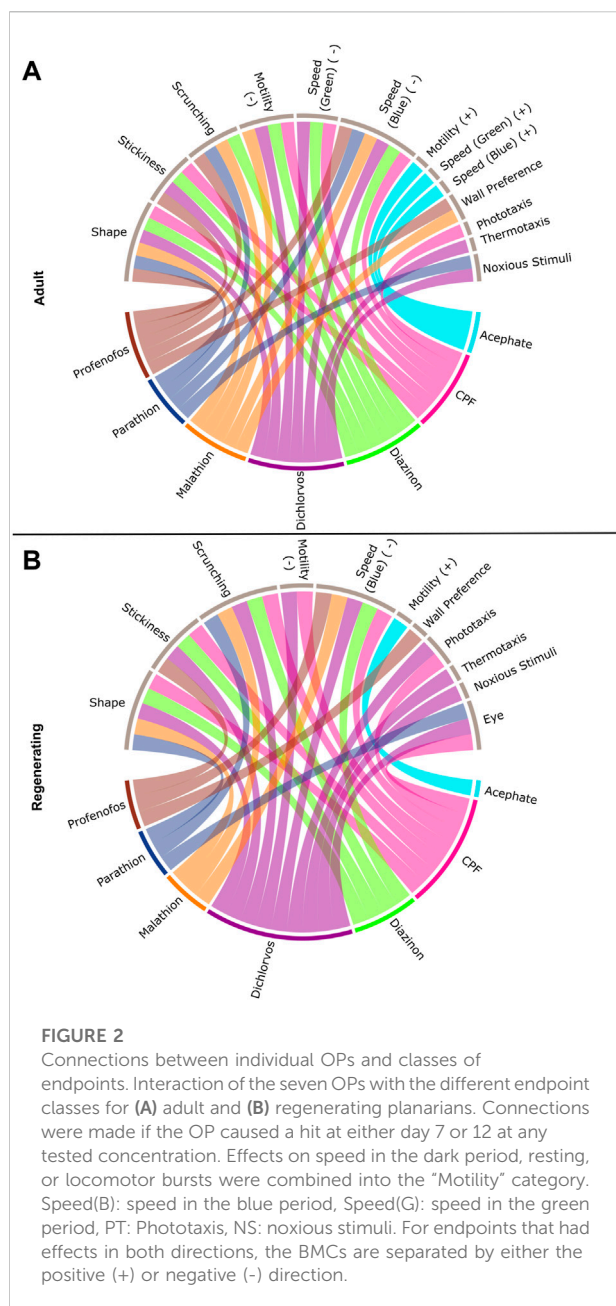 A
Adult
Shape
Stickiness
Scrunching
Motility
(-)
Speed
(Green) (-)
Speed
(Blue) (-)
Motility (+)
Speed (Green) (+)
Speed (Blue) (+)
Wall Preference
Phototaxis
Thermotaxis
Noxious Stimuli
Acephate
CPF
Diazinon
Dichlorvos
Malathion
Parathion
Profenofos
B
Regenerating
Shape
Stickiness
Scrunching
Motility
(-)
Speed
(Blue) (-)
Motility (+)
Wall Preference
Phototaxis
Thermotaxis
Noxious Stimuli
Eye
Acephate
CPF
Diazinon
Dichlorvos
Malathion
Parathion
Profenofos
FIGURE 2
Connections between individual OPs and classes of
endpoints. Interaction of the seven OPs with the different endpoint
classes for (A) adult and (B) regenerating planarians. Connections
were made if the OP caused a hit at either day 7 or 12 at any
tested concentration. Effects on speed in the dark period, resting,
or locomotor bursts were combined into the “Motility” category.
Speed(B): speed in the blue period, Speed(G): speed in the green
period, PT: Phototaxis, NS: noxious stimuli. For endpoints that had
effects in both directions, the BMCs are separated by either the
positive (+) or negative (-) direction.